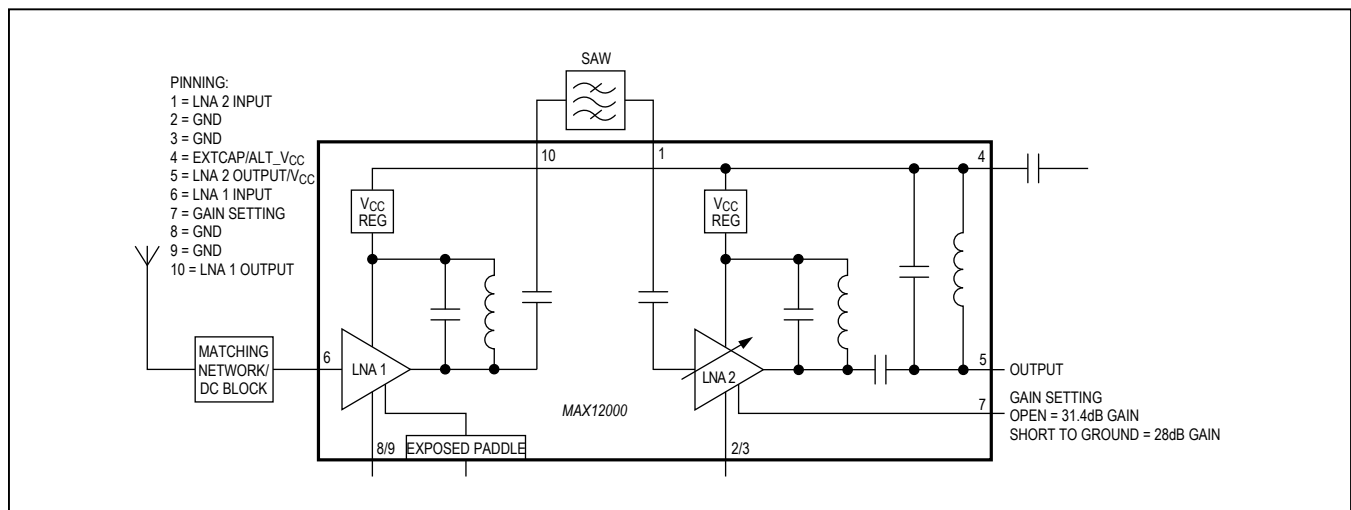 SAW
PINNING:
1 = LNA 2 INPUT
2 = GND
3 = GND
4 = EXTCAP/ALT_VCC
5 = LNA 2 OUTPUT/VCC
6 = LNA 1 INPUT
7 = GAIN SETTING
8 = GND
9 = GND
10 = LNA 1 OUTPUT
10
1
4
VCC
REG
VCC
REG
MATCHING
NETWORK/
DC BLOCK
6
LNA 1
LNA 2
5
OUTPUT
7
GAIN SETTING
OPEN = 31.4dB GAIN
SHORT TO GROUND = 28dB GAIN
MAX12000
8/9
EXPOSED PADDLE
2/3